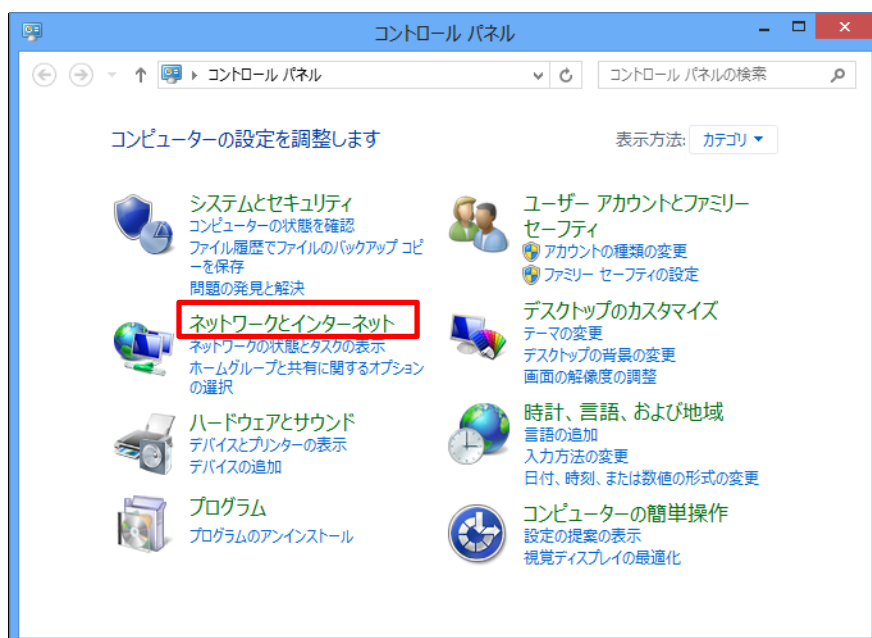 コントロール パネル
コントロール パネル
コントロール パネルの検索
コンピューターの設定を調整します
表示方法: カテゴリ
システムとセキュリティ
コンピューターの状態を確認
ファイル履歴でファイルのバックアップ コピ
ーを保存
問題の発見と解決
ネットワークとインターネット
ネットワークの状態とタスクの表示
ホームグループと共有に関するオプション
の選択
ハードウェアとサウンド
デバイスとプリンターの表示
デバイスの追加
プログラム
プログラムのアンインストール
ユーザー アカウントとファミリー
セーフティ
アカウントの種類の変更
ファミリー セーフティの設定
デスクトップのカスタマイズ
テーマの変更
デスクトップの背景の変更
画面の解像度の調整
時計、言語、および地域
言語の追加
入力方法の変更
日付、時刻、または数値の形式の変更
コンピューターの簡単操作
設定の提案の表示
視覚ディスプレイの最適化